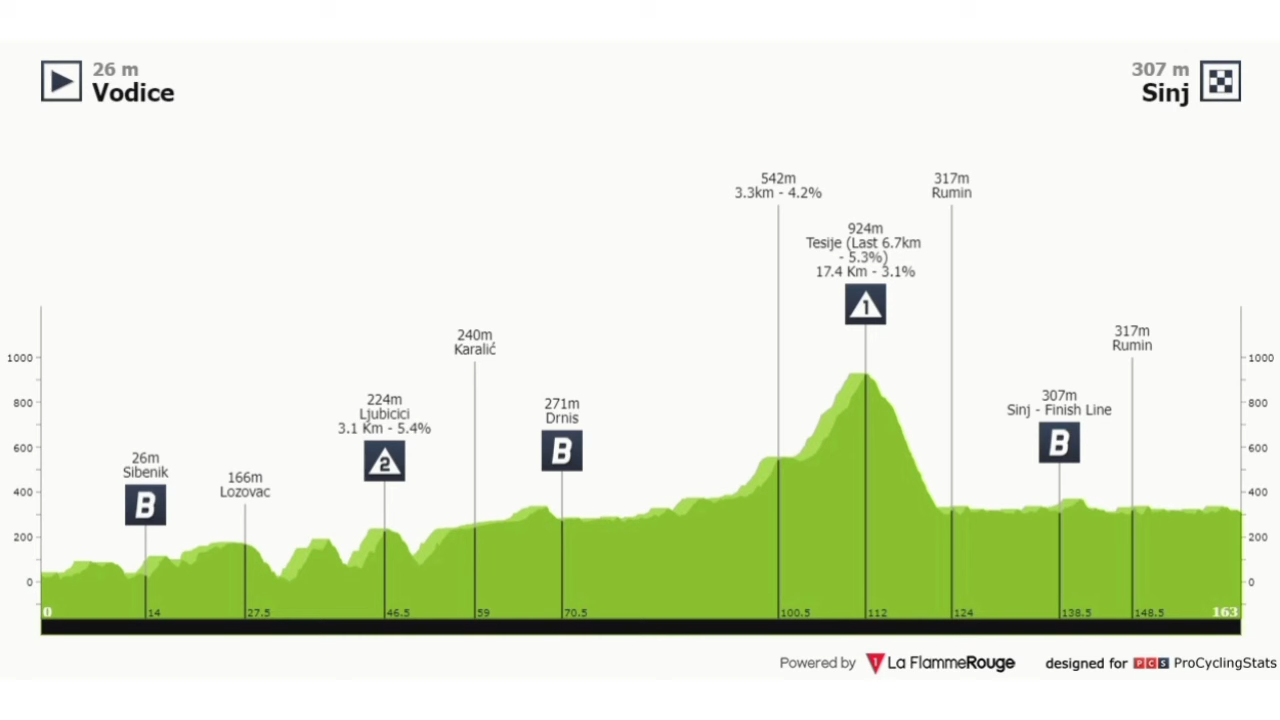 26 m
Vodice
307 m
Sinj
542m
3.3km - 4.2%
317m
Rumin
924m
Tesije (Last 6.7km
- 5.3%)
17.4 Km - 3.1%
1
240m
Karalić
317m
Rumin
224m
Ljubicici
3.1 Km - 5.4%
2
271m
Drnis
B
307m
Sinj - Finish Line
B
26m
Sibenik
B
166m
Lozovac
1000
800
600
400
200
0
1000
800
600
400
200
0
0
14
27.5
46.5
59
70.5
100.5
112
124
138.5
148.5
163
Powered by 1 La FlammeRouge designed for PCS ProCyclingStats